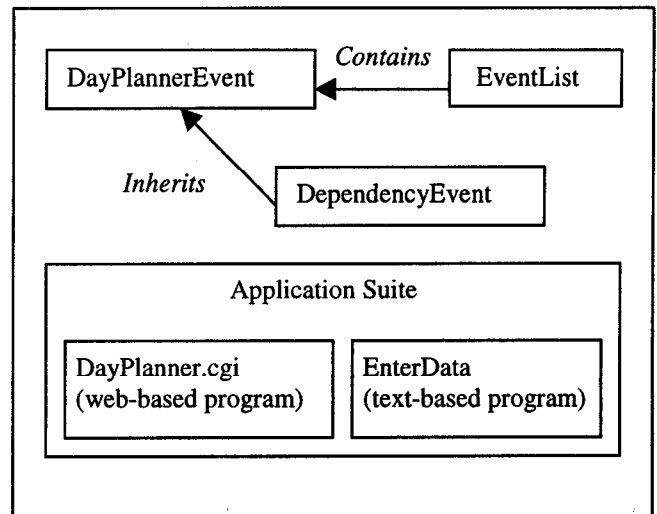 Contains
DayPlannerEvent
EventList
Inherits
DependencyEvent
Application Suite
DayPlanner.cgi
(web-based program)
EnterData
(text-based program)